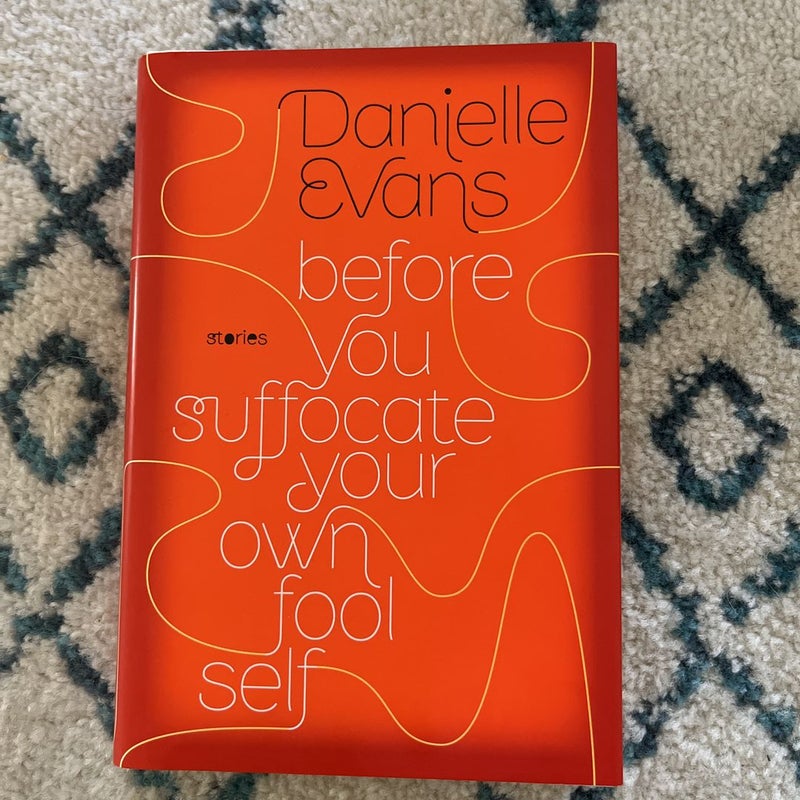 Danielle
Evans
before
stories
you
suffocate
your
own
fool
self